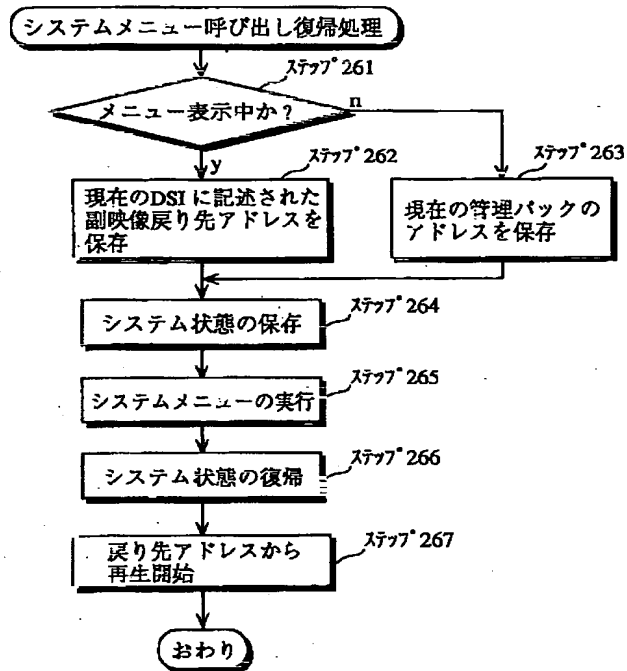 システムメニュー呼び出し復帰処理
ステップ261
メニュー表示中か?
n
y
ステップ262
現在のDSIに記述された
副映像戻り先アドレスを
保存
ステップ263
現在の管理パックの
アドレスを保存
ステップ264
システム状態の保存
ステップ265
システムメニューの実行
ステップ266
システム状態の復帰
ステップ267
戻り先アドレスから
再生開始
おわり